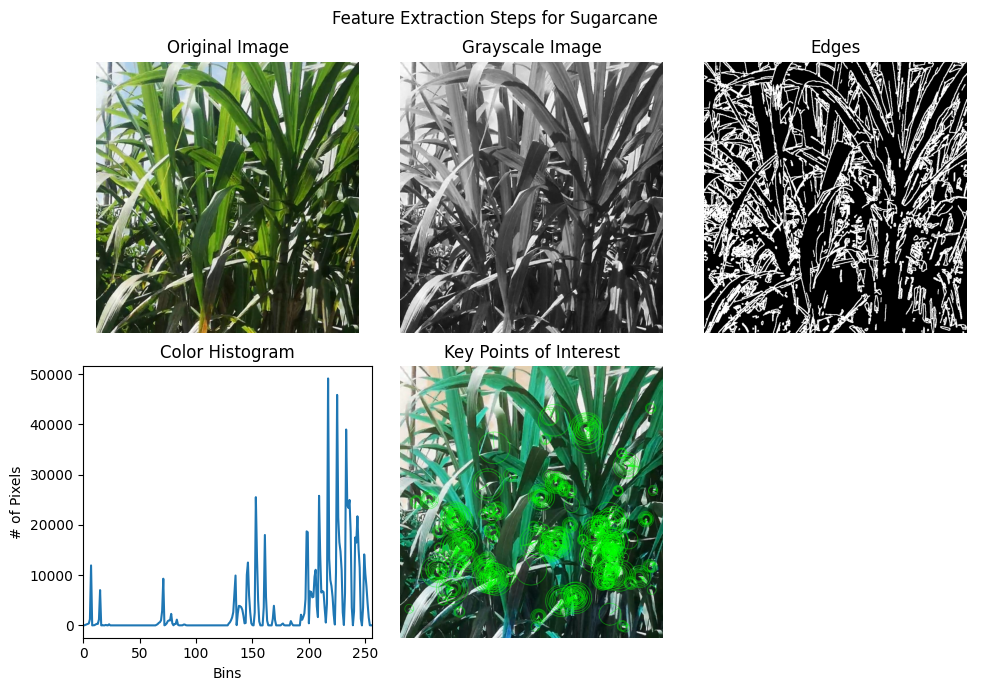 Feature Extraction Steps for Sugarcane
Original Image
Grayscale Image
Edges
Color Histogram
Key Points of Interest
# of Pixels
50000
40000
30000
20000
10000
0
0 50 100 150 200 250
Bins